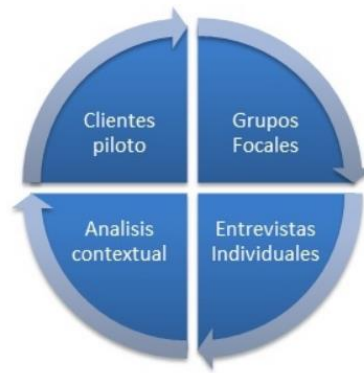 Clientes
piloto
Grupos
Focales
Analisis
contextual
Entrevistas
Individuales